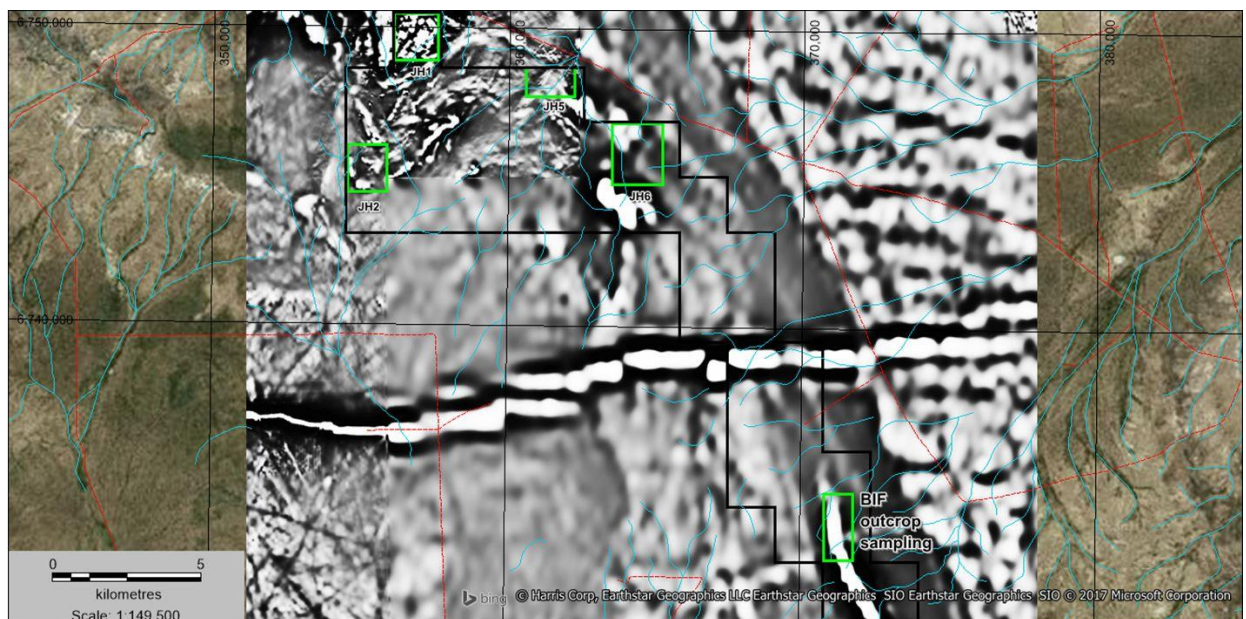 6,750,000
350,000
360,000
370,000
380,000
JH1
JH5
JH2
JH6
6,740,000
BIF
outcrop
sampling
0 5
kilometres
Scale: 1:149,500
bing © Harris Corp, Earthstar Geographics LLC Earthstar Geographics SIO Earthstar Geographics SIO © 2017 Microsoft Corporation